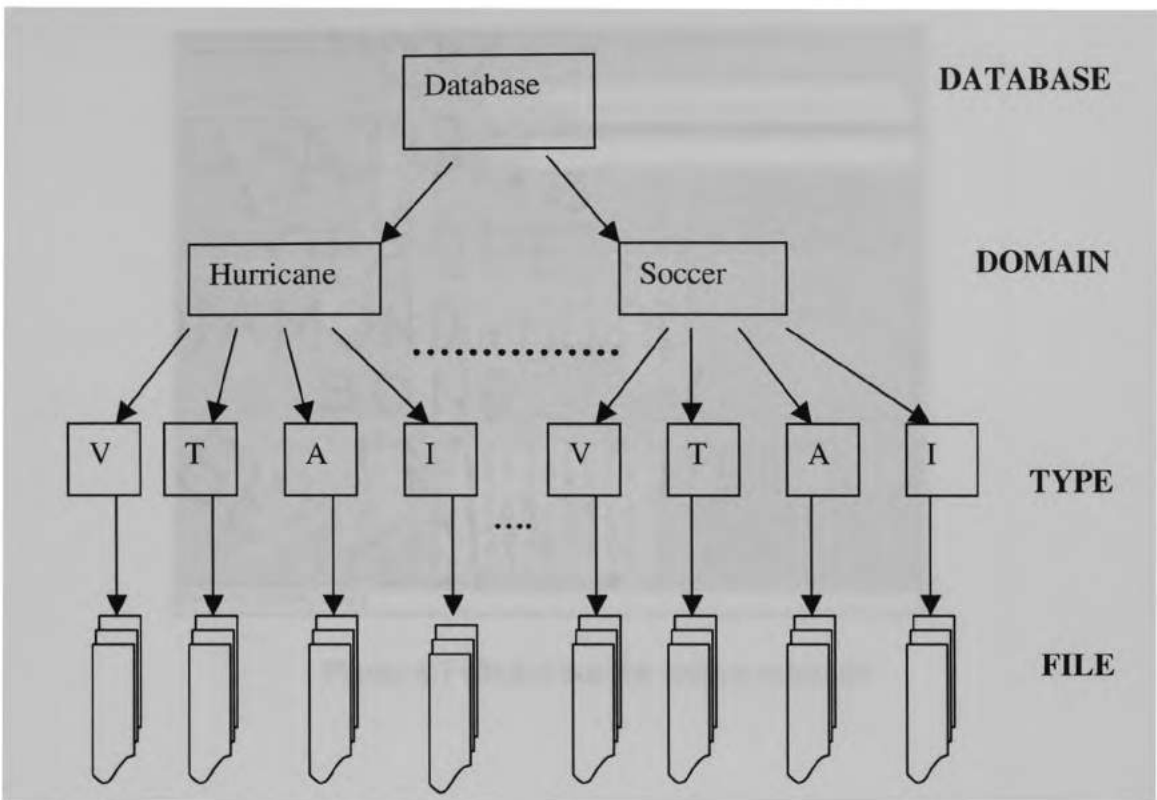 Database
DATABASE
Hurricane
Soccer
DOMAIN
V T A I V T A I
TYPE
FILE